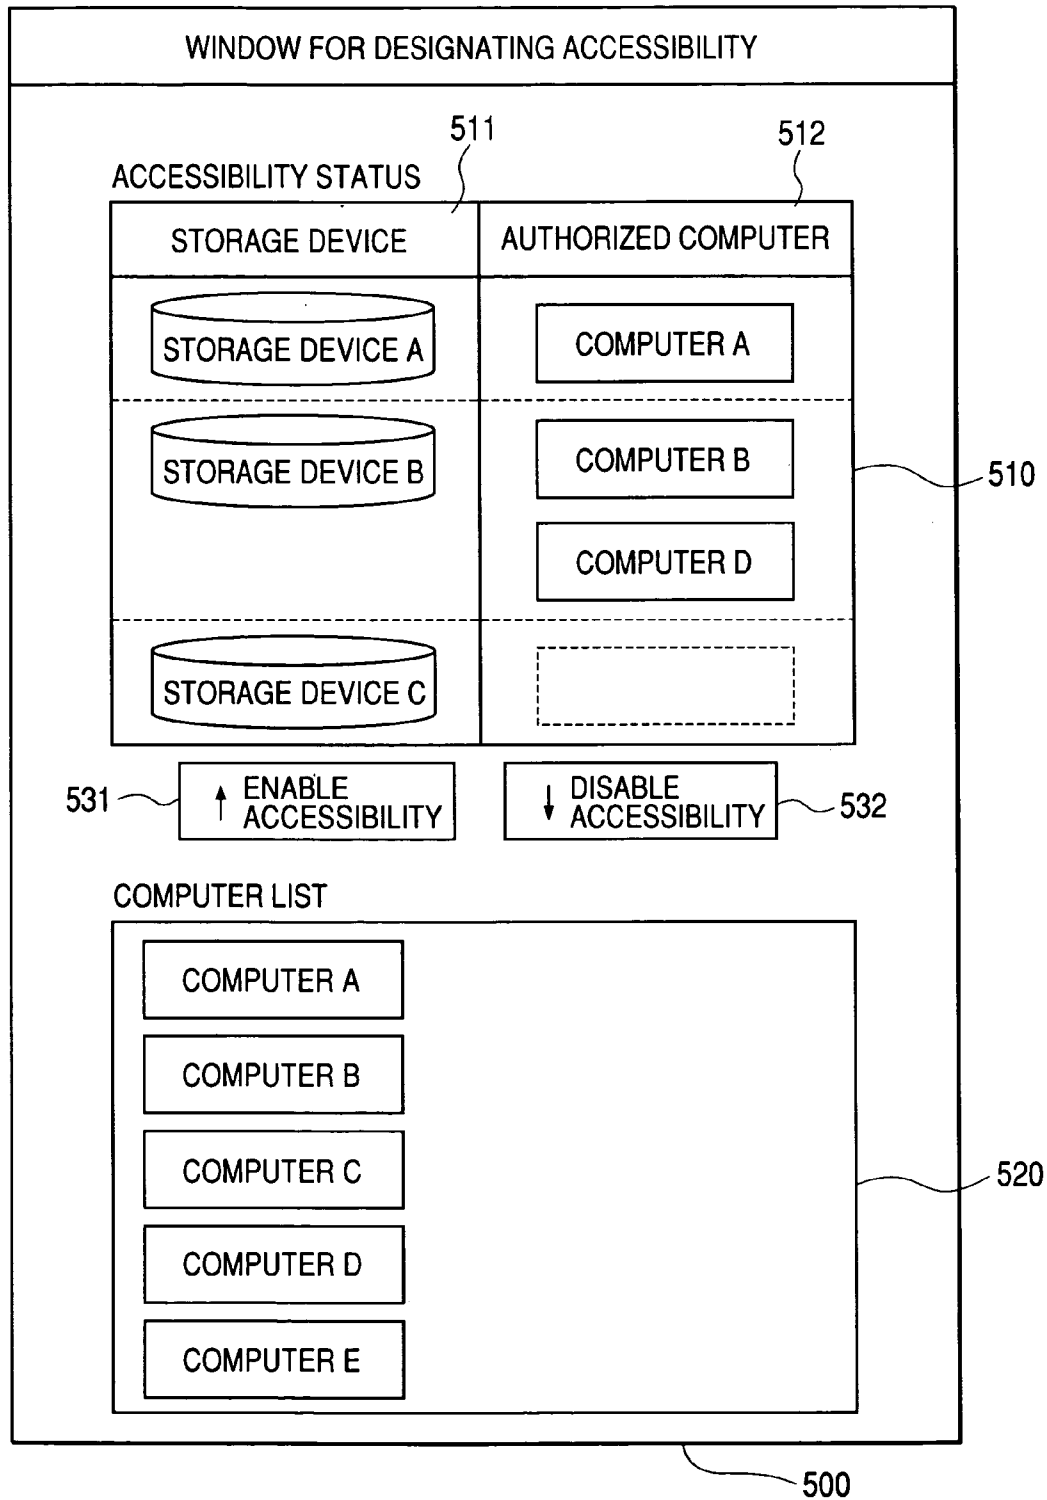 WINDOW FOR DESIGNATING ACCESSIBILITY
511
512
ACCESSIBILITY STATUS
STORAGE DEVICE
AUTHORIZED COMPUTER
STORAGE DEVICE A
COMPUTER A
STORAGE DEVICE B
COMPUTER B
510
COMPUTER D
STORAGE DEVICE C
531
↑ ENABLE
ACCESSIBILITY
↓ DISABLE
ACCESSIBILITY
532
COMPUTER LIST
COMPUTER A
COMPUTER B
COMPUTER C
520
COMPUTER D
COMPUTER E
500